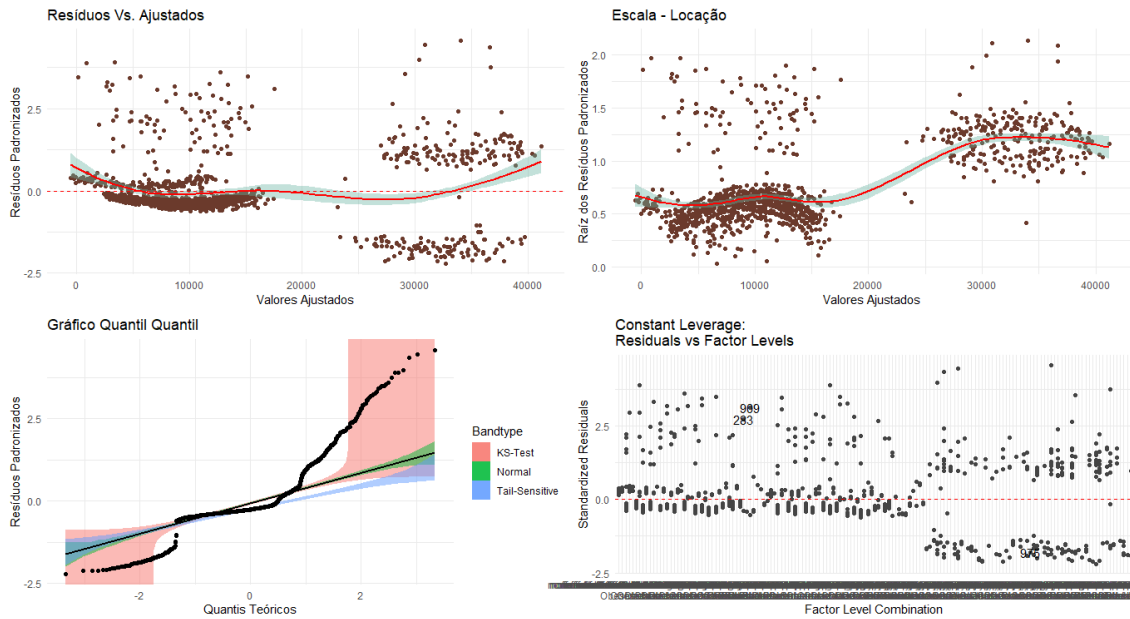 Resíduos Vs. Ajustados
Resíduos Padronizados
2.5
0.0
-2.5
0
10000
20000
30000
40000
Valores Ajustados
Escala - Locação
Raíz dos Resíduos Padronizados
2.0
1.5
1.0
0.5
0.0
0
10000
20000
30000
40000
Valores Ajustados
Gráfico Quantil Quantil
Resíduos Padronizados
2.5
0.0
-2.5
-2
0
2
Quantis Teóricos
Bandtype
KS-Test
Normal
Tail-Sensitive
Constant Leverage:
Residuals vs Factor Levels
Standardized Residuals
2.5
0.0
-2.5
283
Factor Level Combination